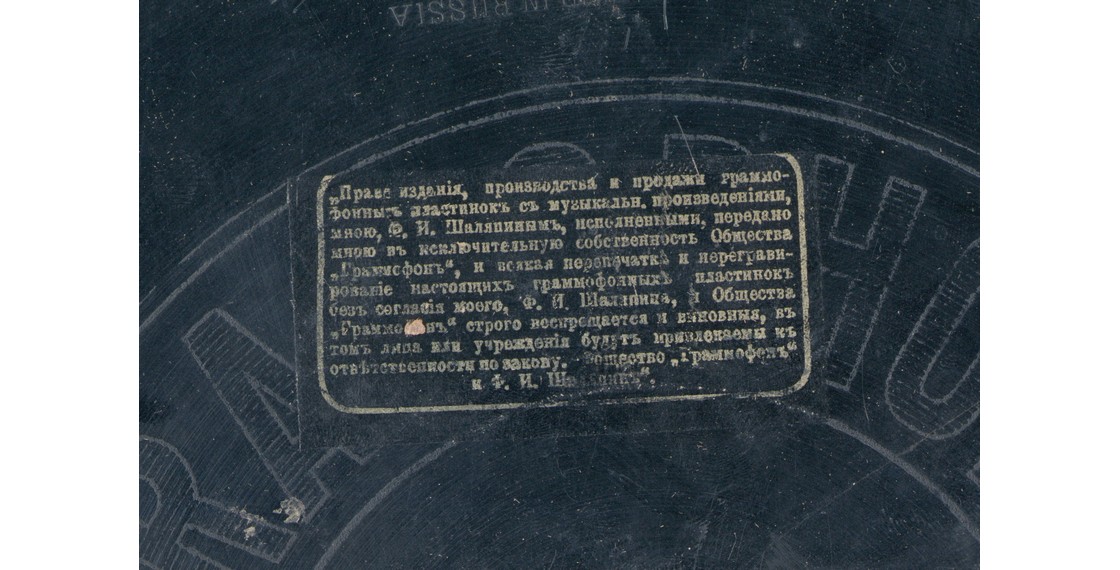 IN RUSSIA
„Право изданія, производства и продажи граммо-
фонныхъ пластинокъ съ музыкальн. произведеніями,
мною, Ф. И. Шаляпинымъ, исполненными, передано
мною въ исключительную собственность Общества
„Граммофонъ“, и всякая перепечатка и переграви-
рованіе настоящихъ граммофонныхъ пластинокъ
безъ согласія моего, Ф. И. Шаляпина, и Общества
„Граммофонъ“ строго воспрещается и виновныя, въ
томъ лица или учрежденія будутъ привлекаемы къ
отвѣтственности по закону. Общество „Граммофонъ“
и Ф. И. Шаляпинъ“.